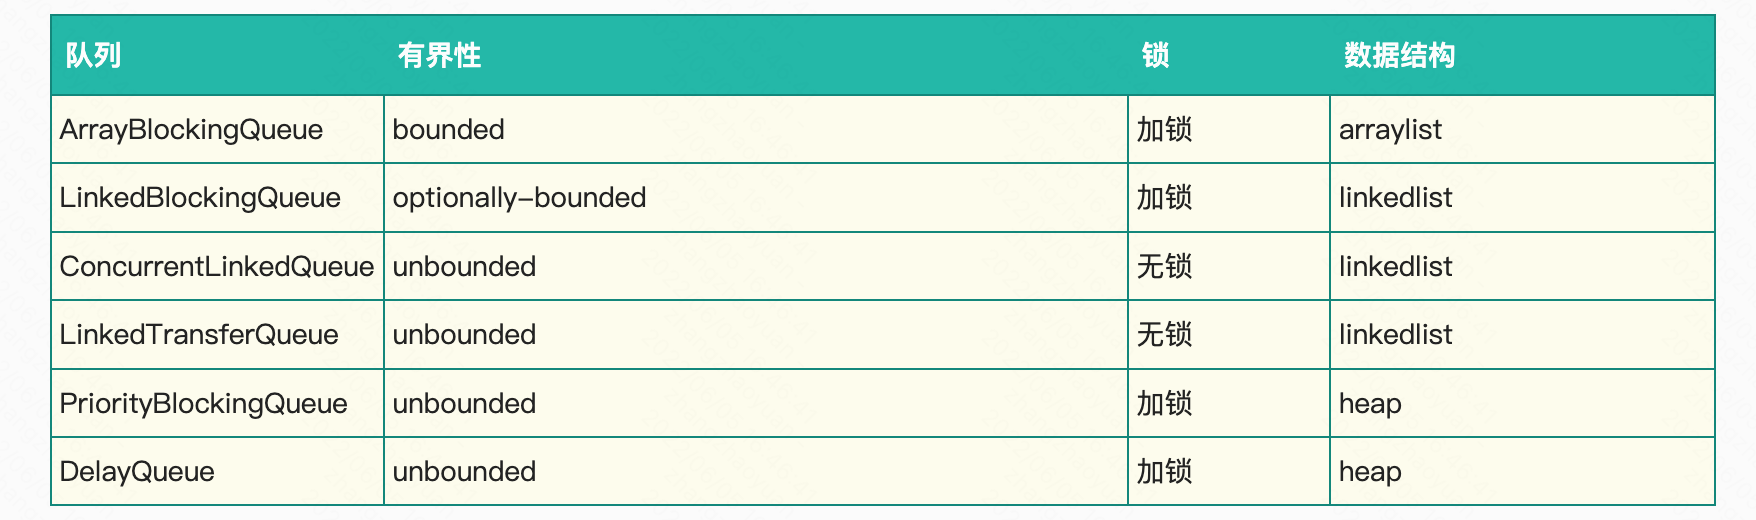 队列 有界性 锁 数据结构
ArrayBlockingQueue bounded 加锁 arraylist
LinkedBlockingQueue optionally-bounded 加锁 linkedlist
ConcurrentLinkedQueue unbounded 无锁 linkedlist
LinkedTransferQueue unbounded 无锁 linkedlist
PriorityBlockingQueue unbounded 加锁 heap
DelayQueue unbounded 加锁 heap